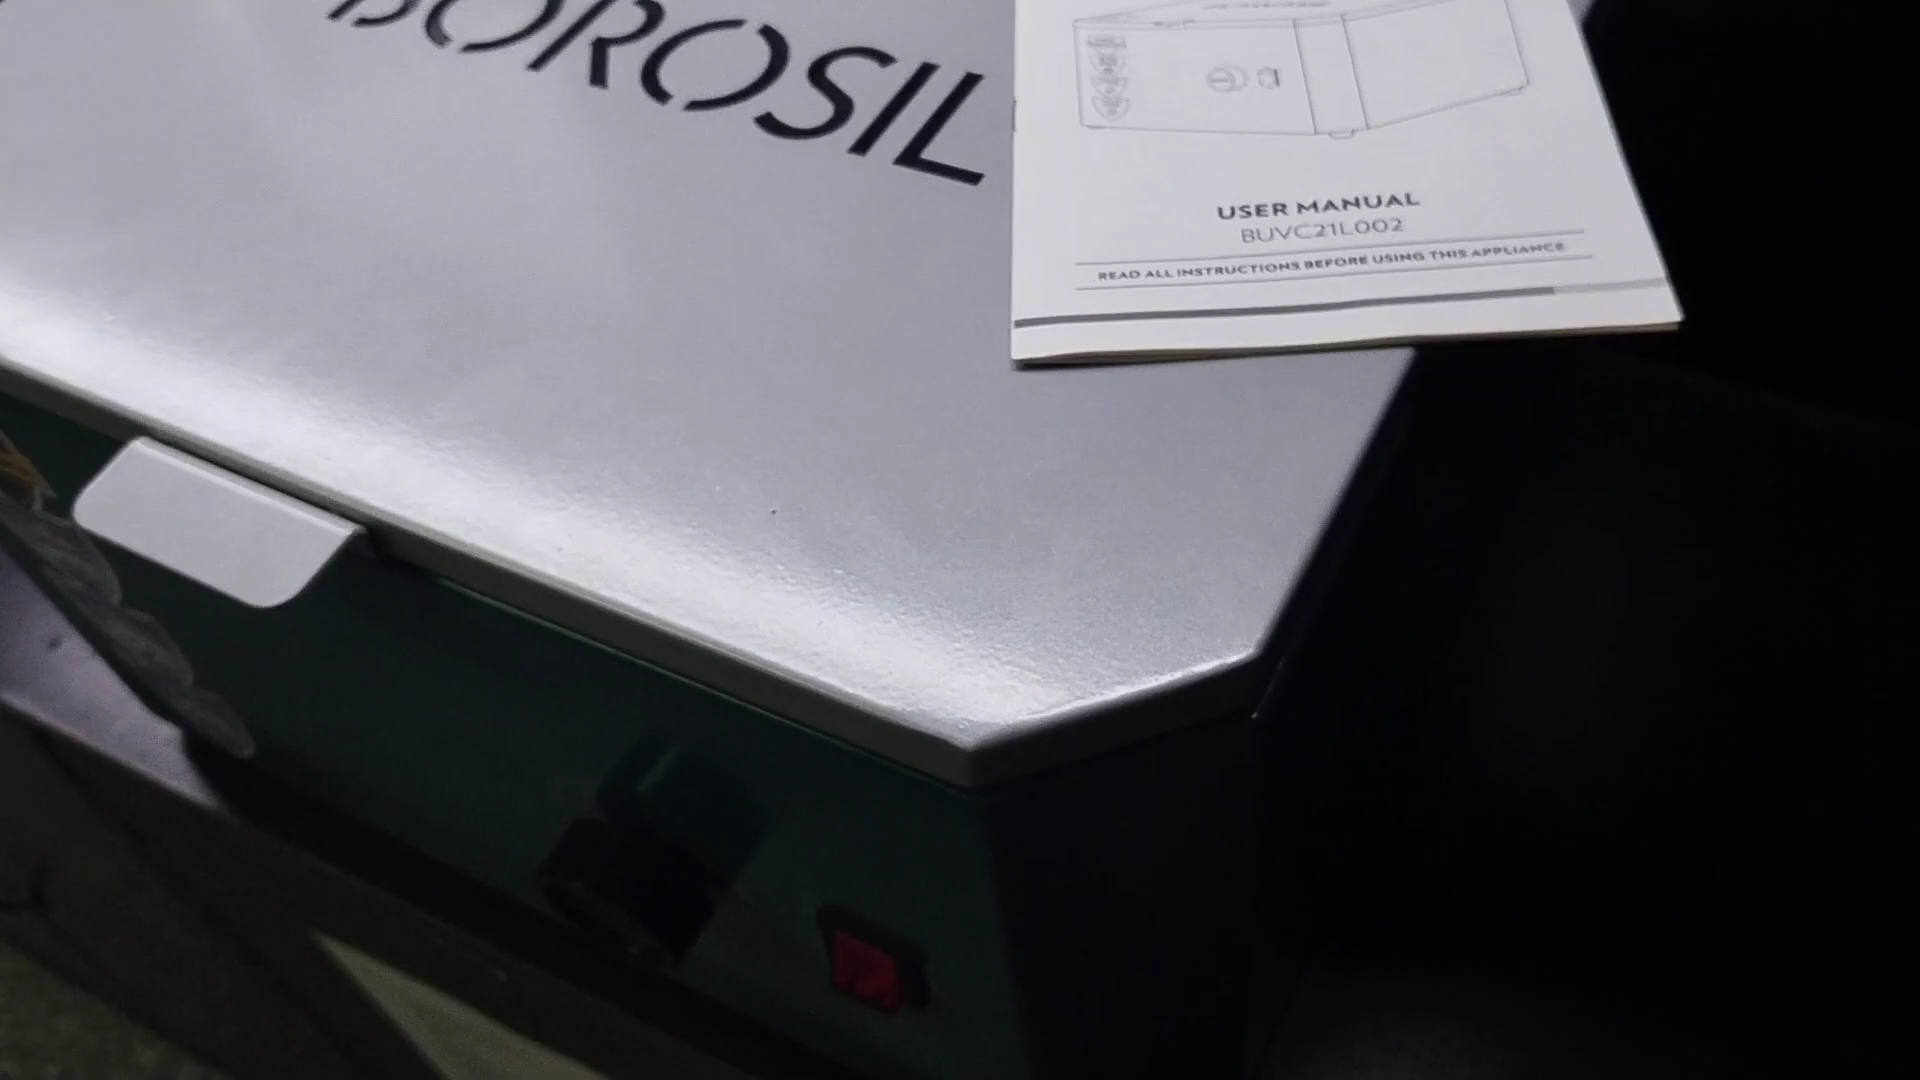 BOROSIL
USER MANUAL
BUVC21L002
READ ALL INSTRUCTIONS BEFORE USING THIS APPLIANCE